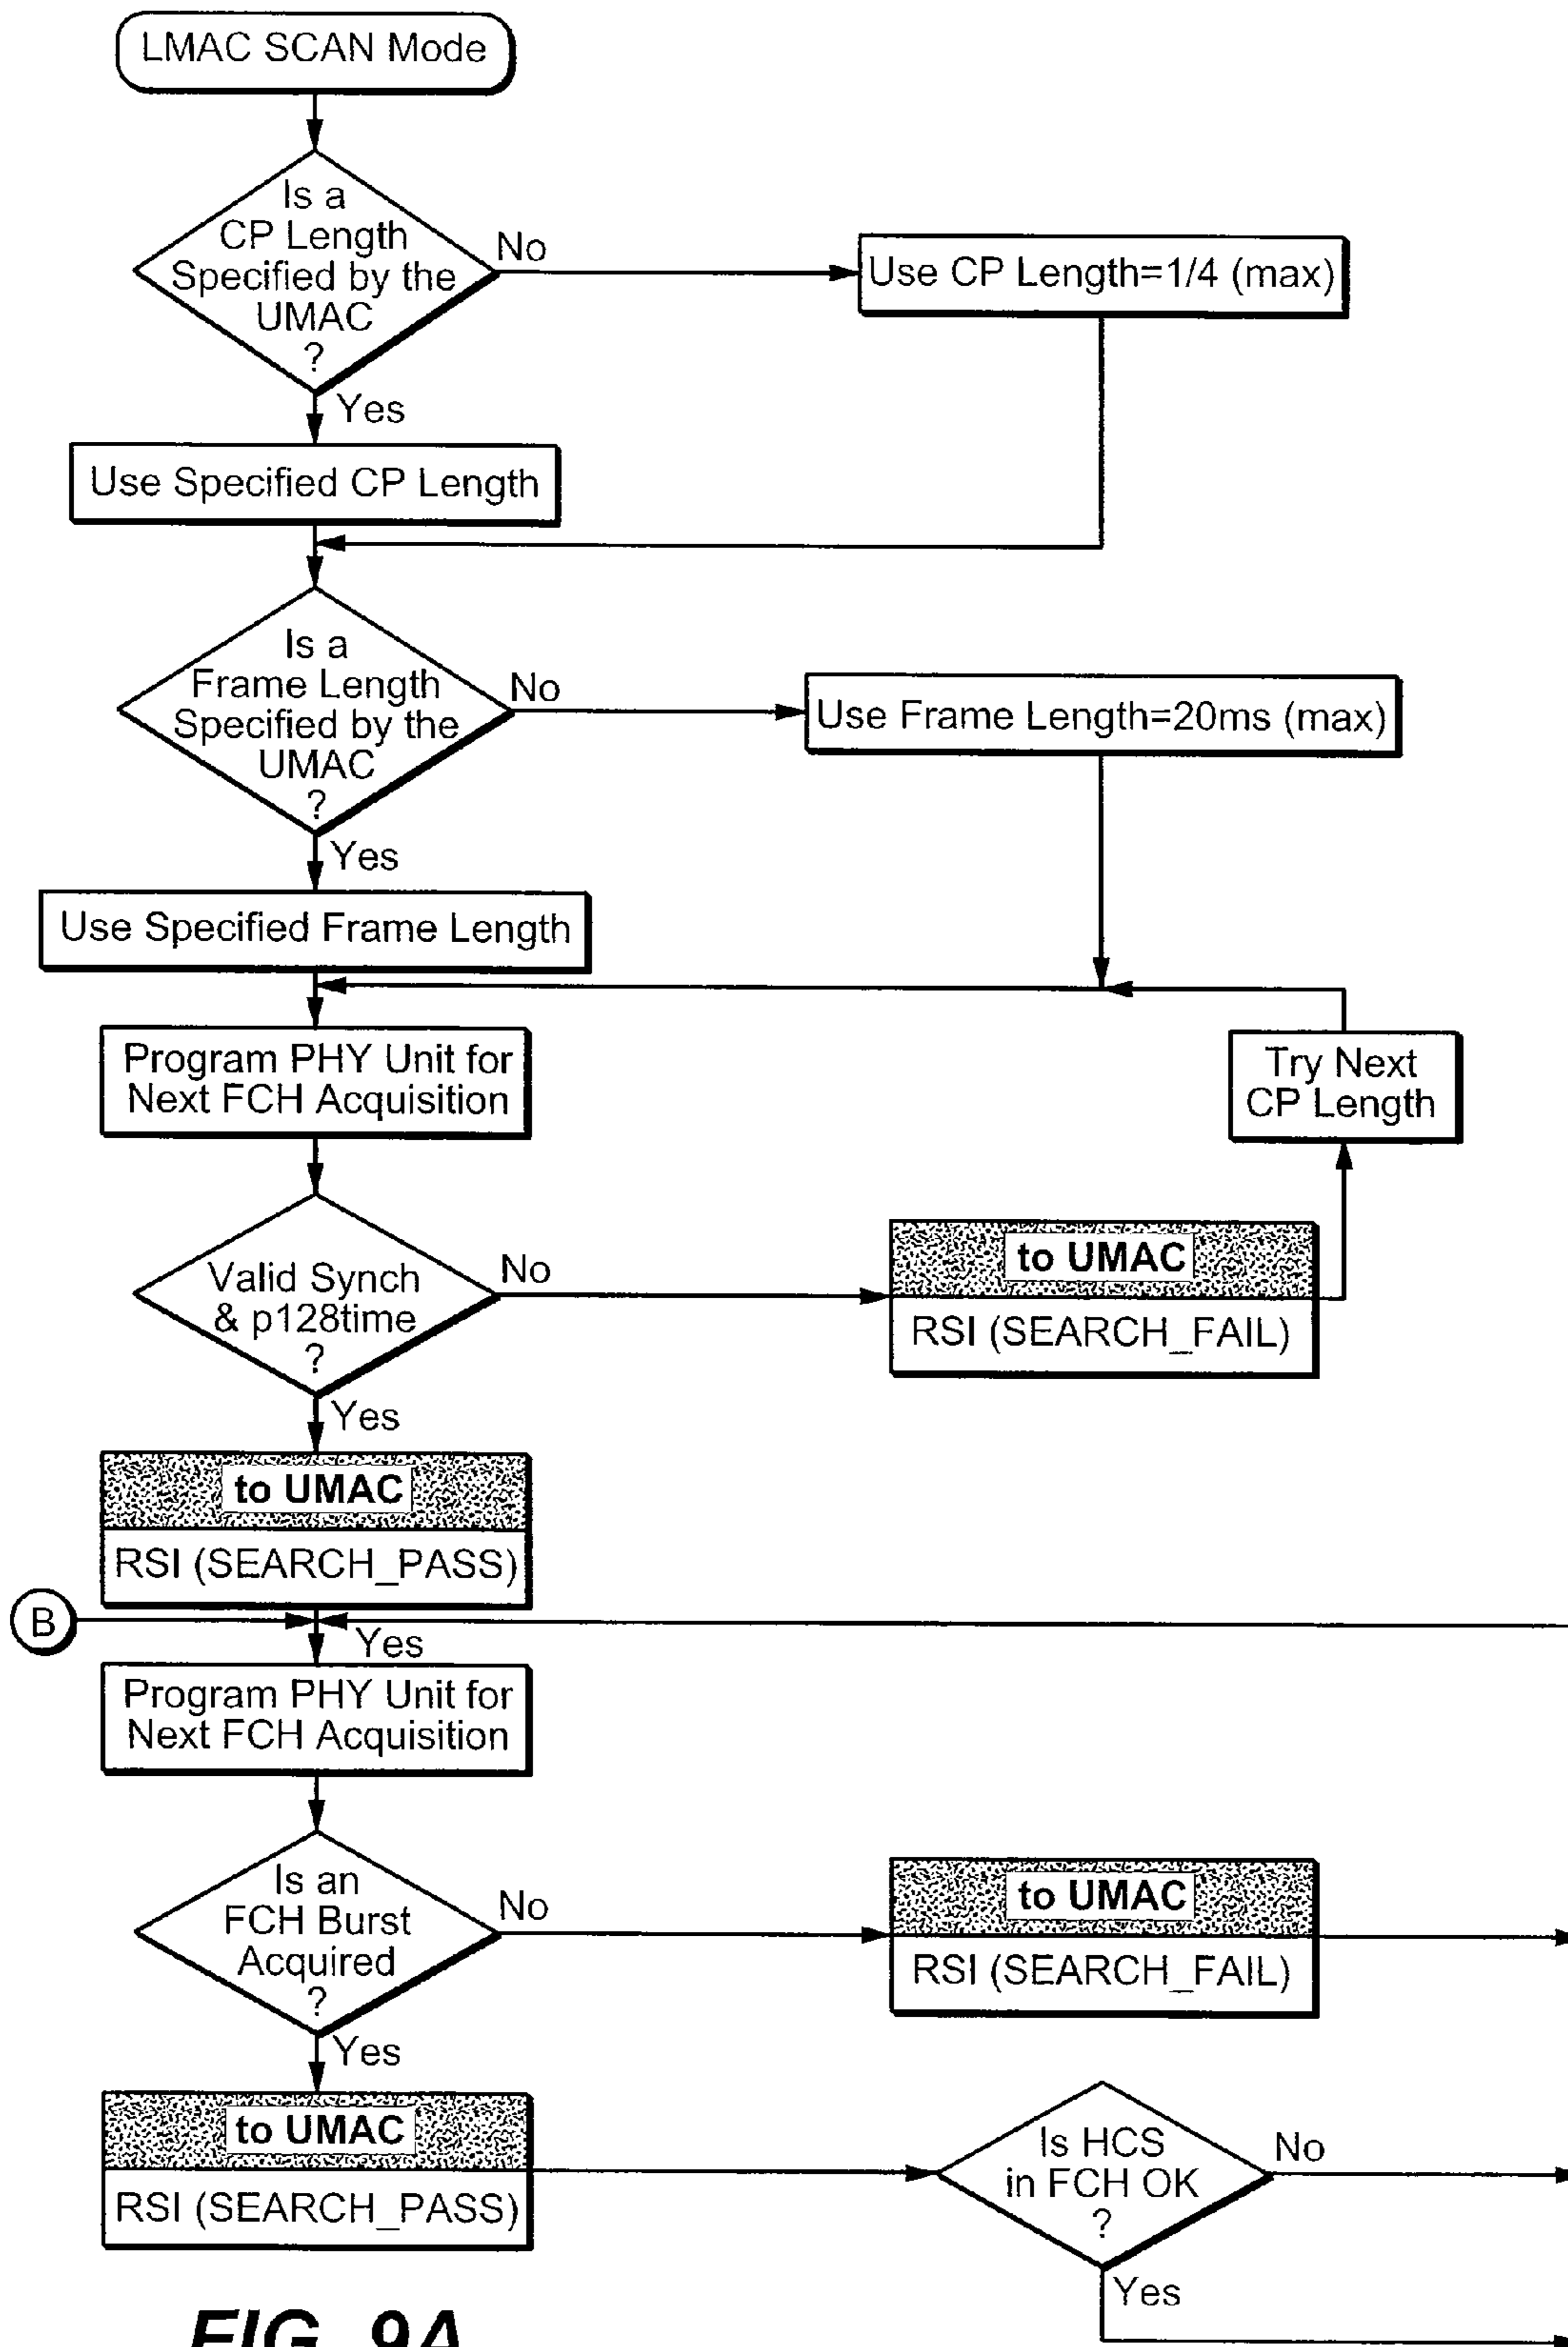 LMAC SCAN Mode
Is a
CP Length
Specified by the
UMAC
?
No
Use CP Length=1/4 (max)
Yes
Use Specified CP Length
Is a
Frame Length
Specified by the
UMAC
?
No
Use Frame Length=20ms (max)
Yes
Use Specified Frame Length
Program PHY Unit for
Next FCH Acquisition
Try Next
CP Length
Valid Synch
& p128time
?
No
to UMAC
RSI (SEARCH_FAIL)
Yes
to UMAC
RSI (SEARCH_PASS)
B
Yes
Program PHY Unit for
Next FCH Acquisition
Is an
FCH Burst
Acquired
?
No
to UMAC
RSI (SEARCH_FAIL)
Yes
to UMAC
RSI (SEARCH_PASS)
Is HCS
in FCH OK
?
No
Yes
FIG. 9A